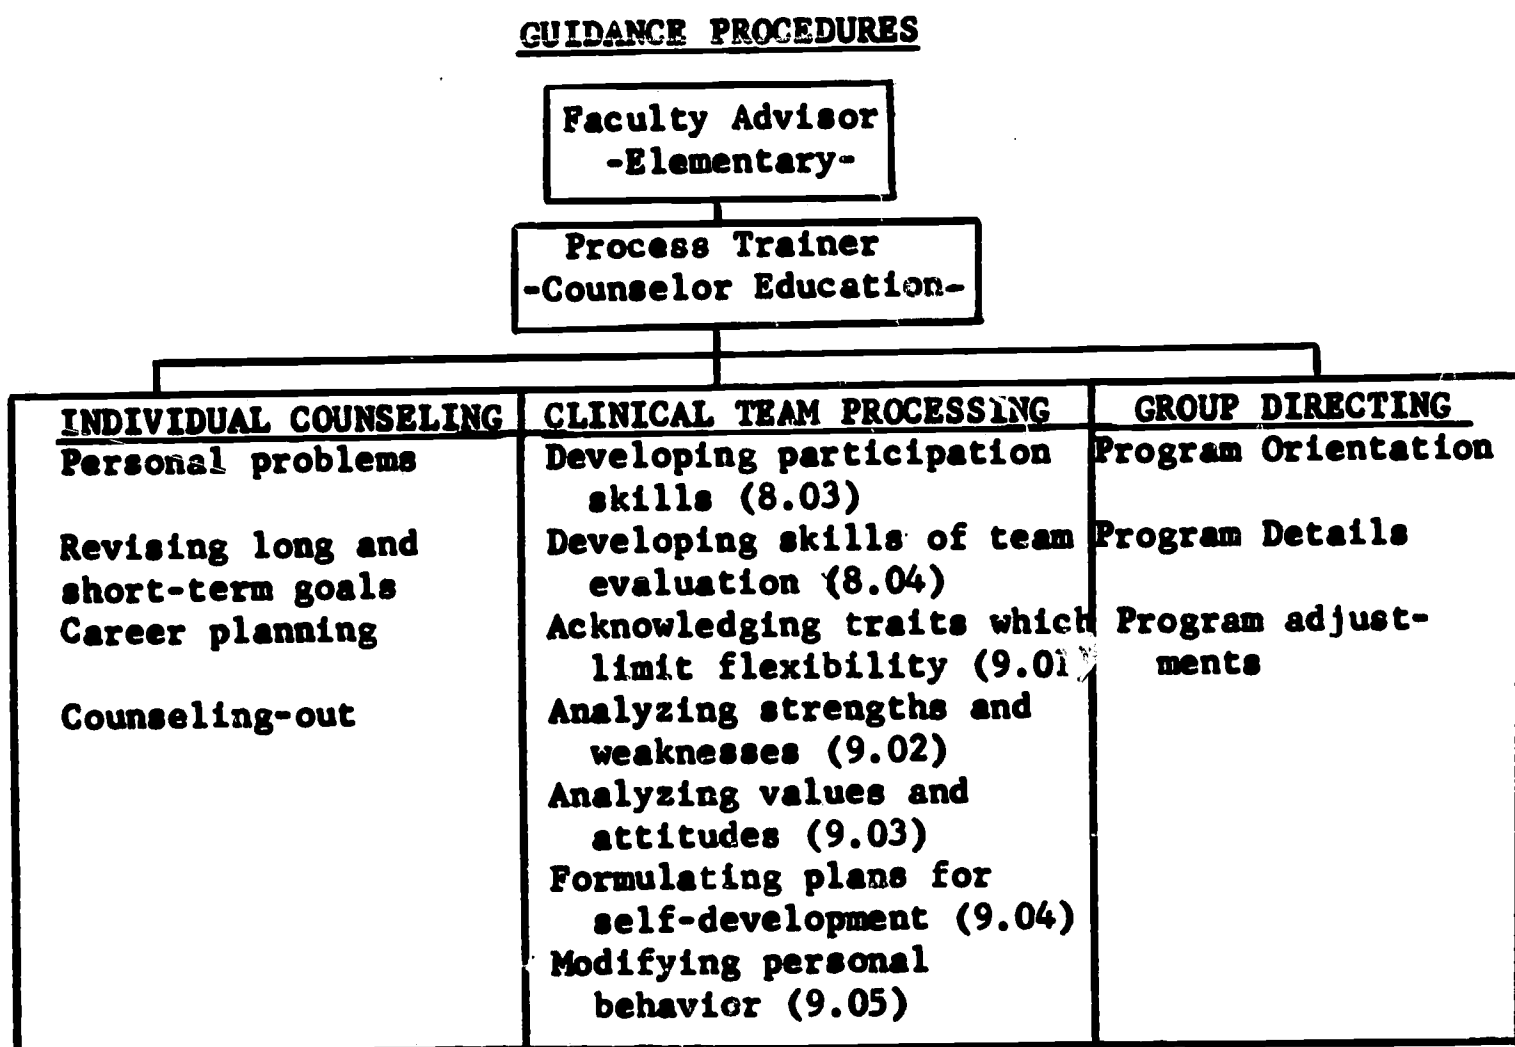 GUIDANCE PROCEDURES
Faculty Advisor
-Elementary-
Process Trainer
-Counselor Education-
INDIVIDUAL COUNSELING
Personal problems
Revising long and
short-term goals
Career planning
Counseling-out
CLINICAL TEAM PROCESSING
Developing participation
skills (8.03)
Developing skills of team
evaluation (8.04)
Acknowledging traits which
limit flexibility (9.01)
Analyzing strengths and
weaknesses (9.02)
Analyzing values and
attitudes (9.03)
Formulating plans for
self-development (9.04)
Modifying personal
behavior (9.05)
GROUP DIRECTING
Program Orientation
Program Details
Program adjust-
ments